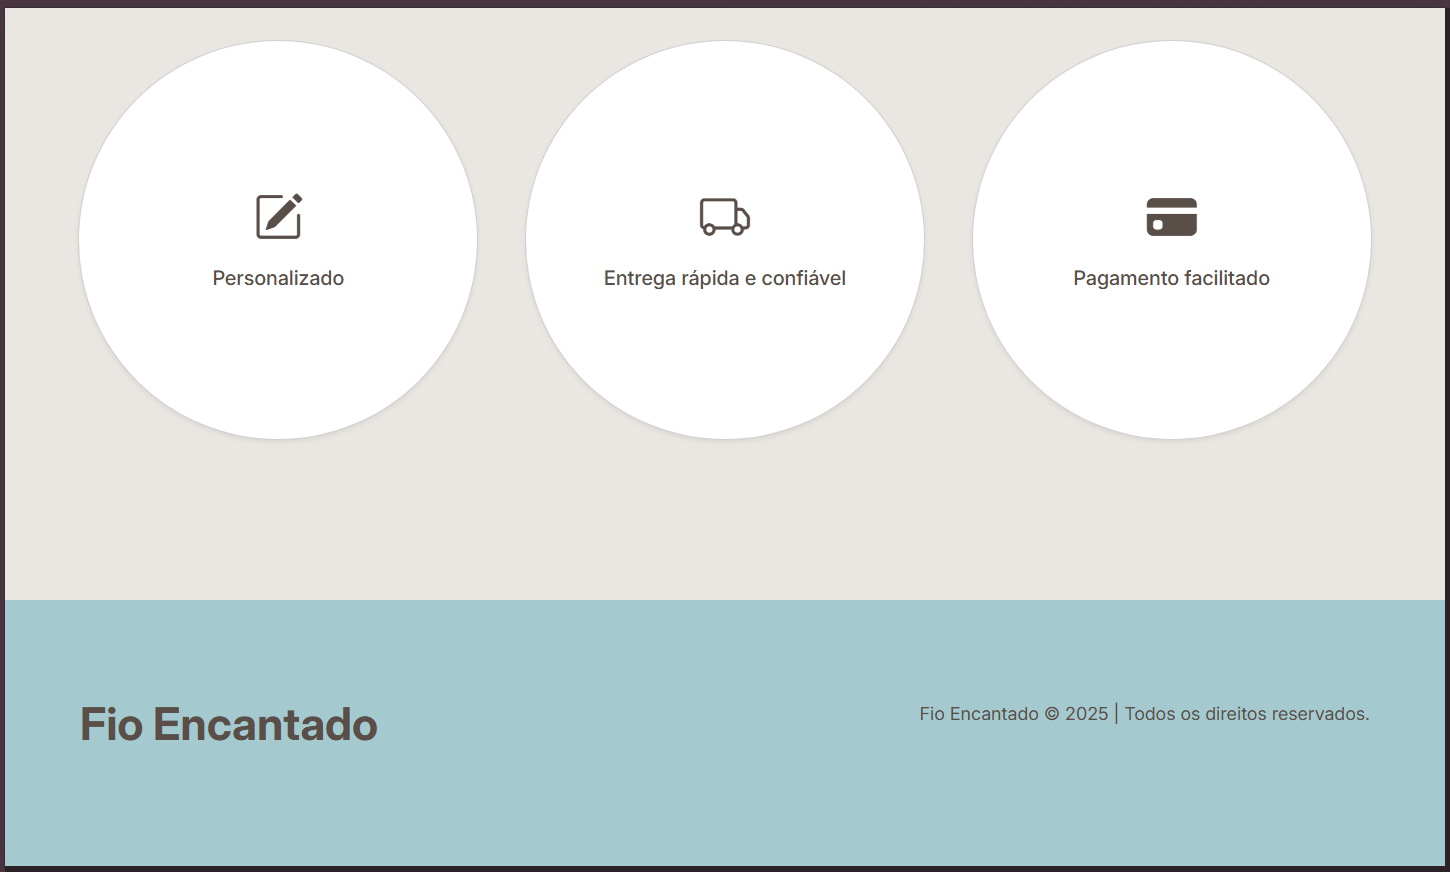 Personalizado
Entrega rápida e confiável
Pagamento facilitado
Fio Encantado
Fio Encantado © 2025 | Todos os direitos reservados.